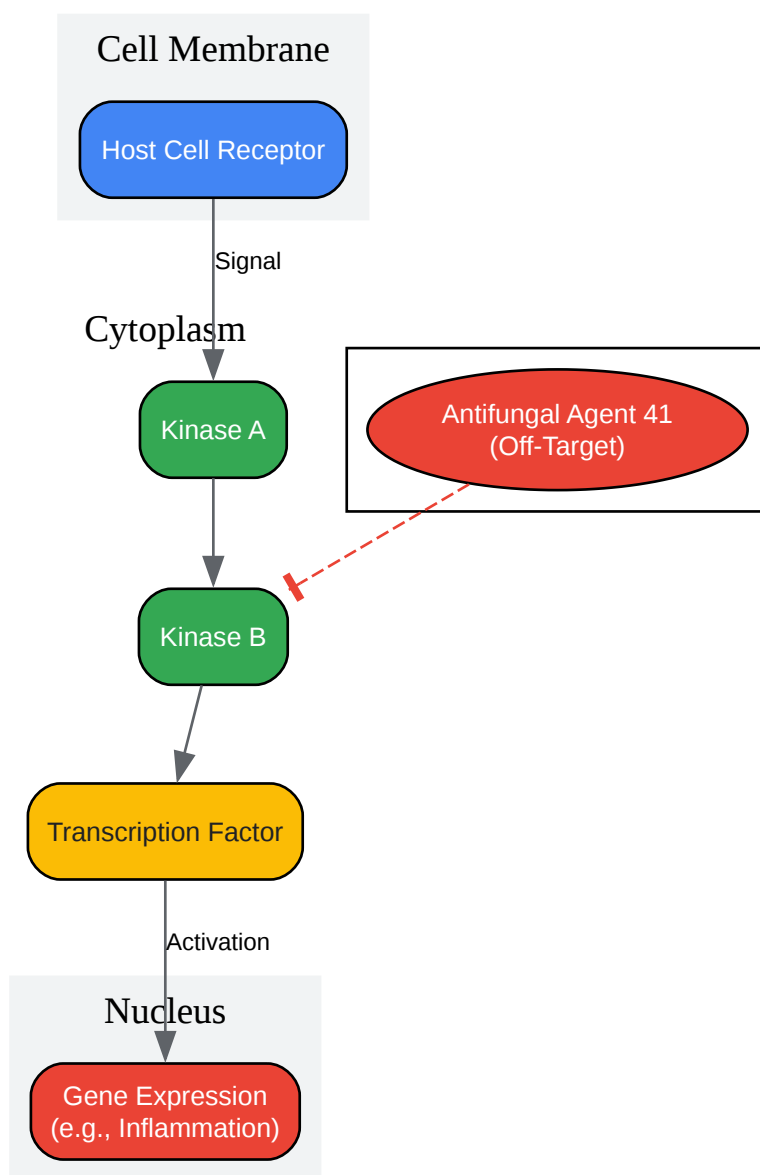 Cell Membrane
Host Cell Receptor
Signal
Cytoplasm
Kinase A
Antifungal Agent 41
(Off-Target)
Kinase B
Transcription Factor
Activation
Nucleus
Gene Expression
(e.g., Inflammation)